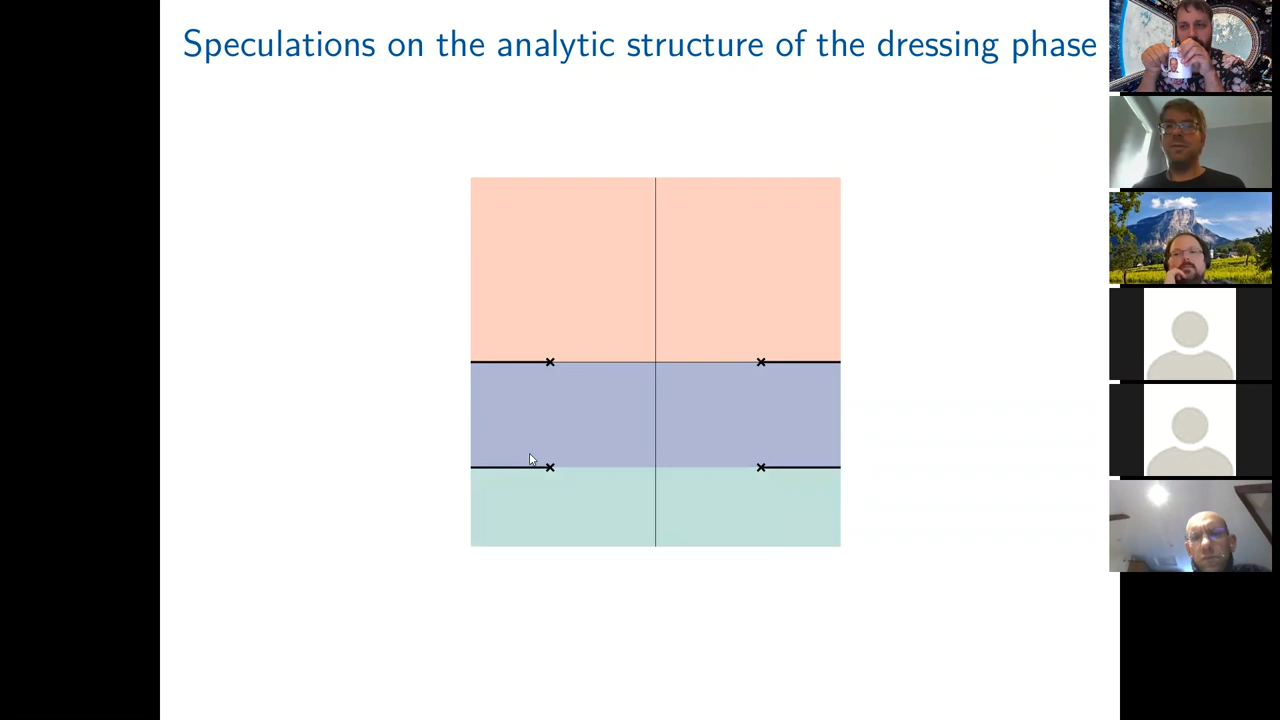 Speculations on the analytic structure of the dressing phase